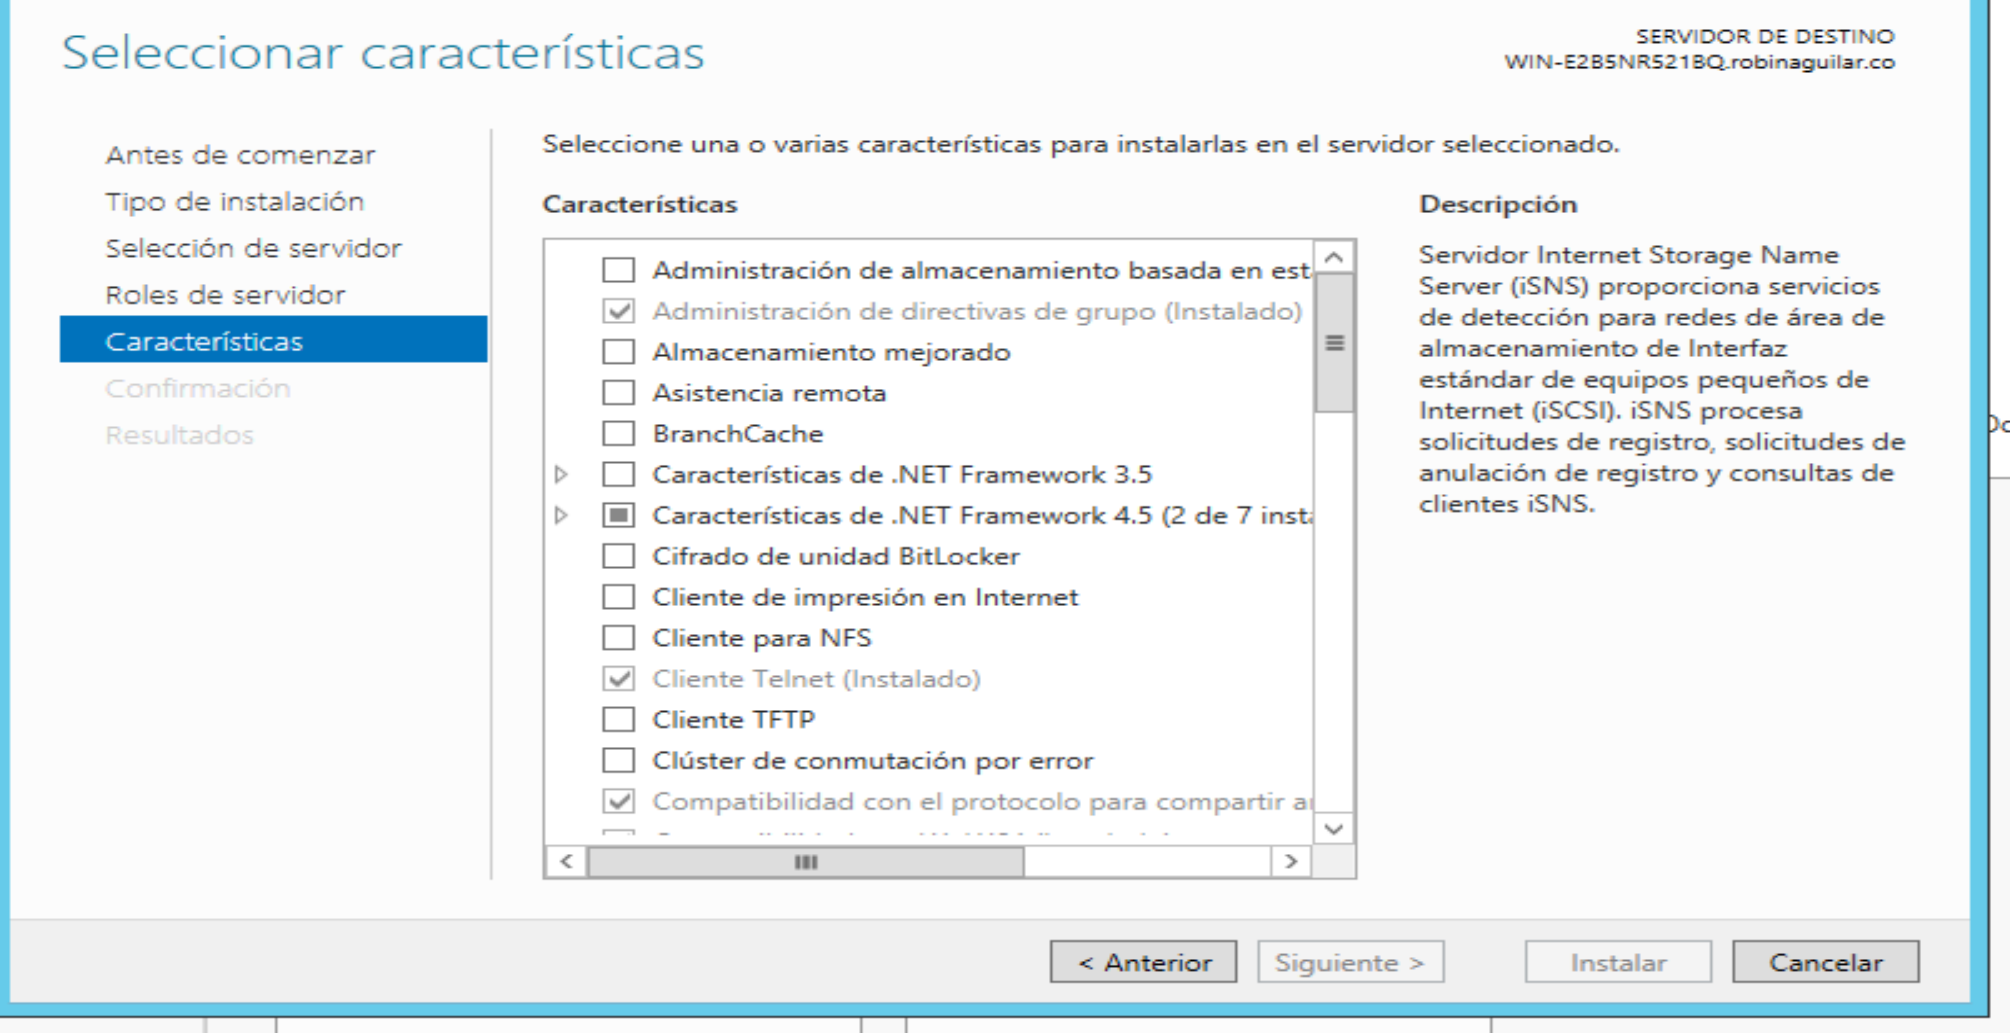 Seleccionar características
SERVIDOR DE DESTINO
WIN-E2B5NR521BQ.robinaguilar.co
Antes de comenzar
Tipo de instalación
Selección de servidor
Roles de servidor
Características
Confirmación
Resultados
Seleccione una o varias características para instalarlas en el servidor seleccionado.
Características
Administración de almacenamiento basada en est
Administración de directivas de grupo (Instalado)
Almacenamiento mejorado
Asistencia remota
BranchCache
Características de .NET Framework 3.5
Características de .NET Framework 4.5 (2 de 7 inst
Cifrado de unidad BitLocker
Cliente de impresión en Internet
Cliente para NFS
Cliente Telnet (Instalado)
Cliente TFTP
Clúster de conmutación por error
Compatibilidad con el protocolo para compartir a
Descripción
Servidor Internet Storage Name
Server (iSNS) proporciona servicios
de detección para redes de área de
almacenamiento de Interfaz
estándar de equipos pequeños de
Internet (iSCSI). iSNS procesa
solicitudes de registro, solicitudes de
anulación de registro y consultas de
clientes iSNS.
< Anterior
Siguiente >
Instalar
Cancelar